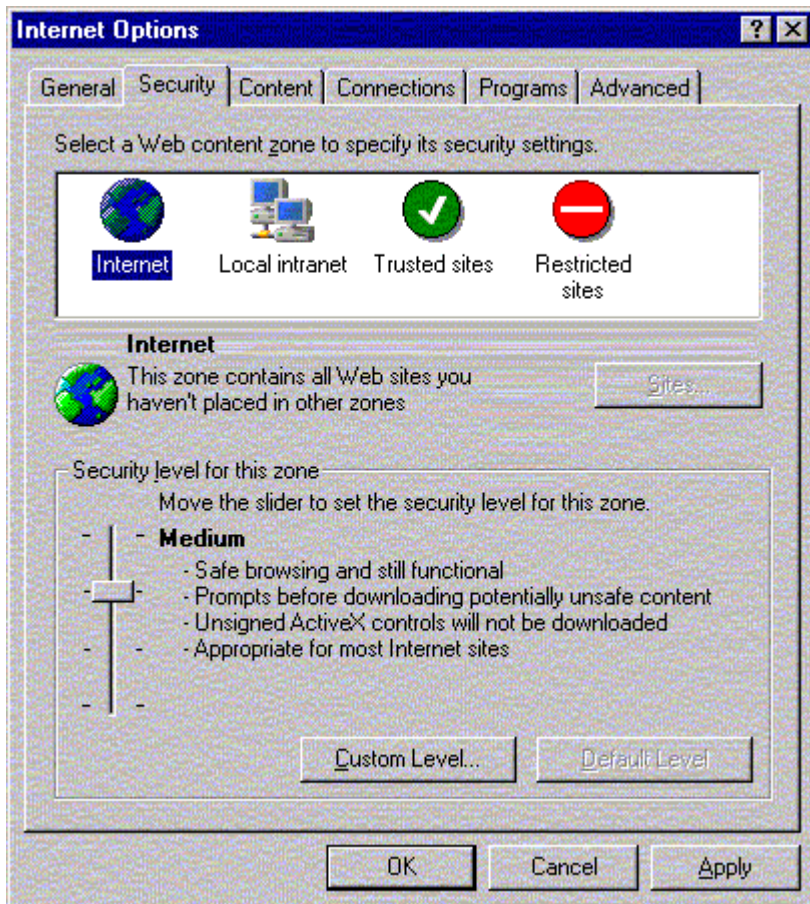 Internet Options
General Security Content Connections Programs Advanced
Select a Web content zone to specify its security settings.
Internet Local intranet Trusted sites Restricted
sites
Internet
This zone contains all Web sites you
haven't placed in other zones
Sites...
Security level for this zone
Move the slider to set the security level for this zone.
Medium
- Safe browsing and still functional
- Prompts before downloading potentially unsafe content
- Unsigned ActiveX controls will not be downloaded
- Appropriate for most Internet sites
Custom Level... Default Level
OK Cancel Apply